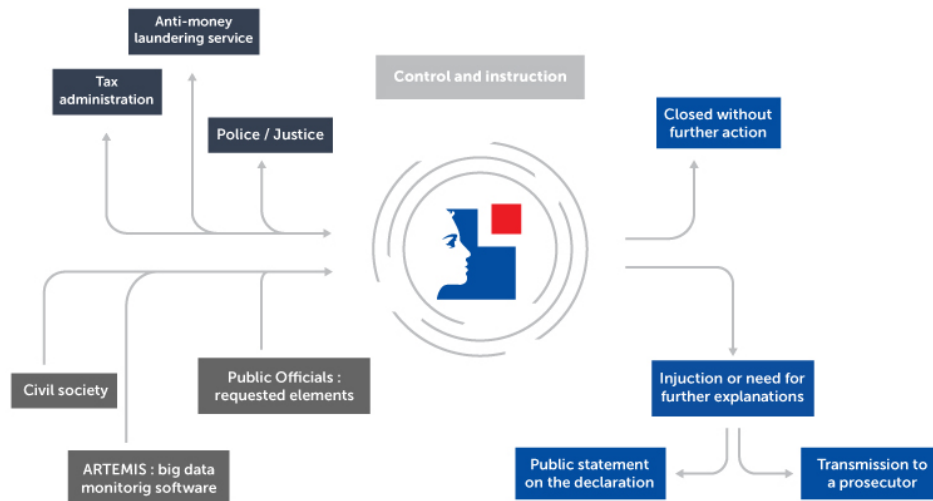 Anti-money
laundering service
Control and instruction
Tax
administration
Police / Justice
Closed without
further action
Civil society
Public Officials :
requested elements
Injuction or need for
further explanations
ARTEMIS : big data
monitorig software
Public statement
on the declaration
Transmission to
a prosecutor